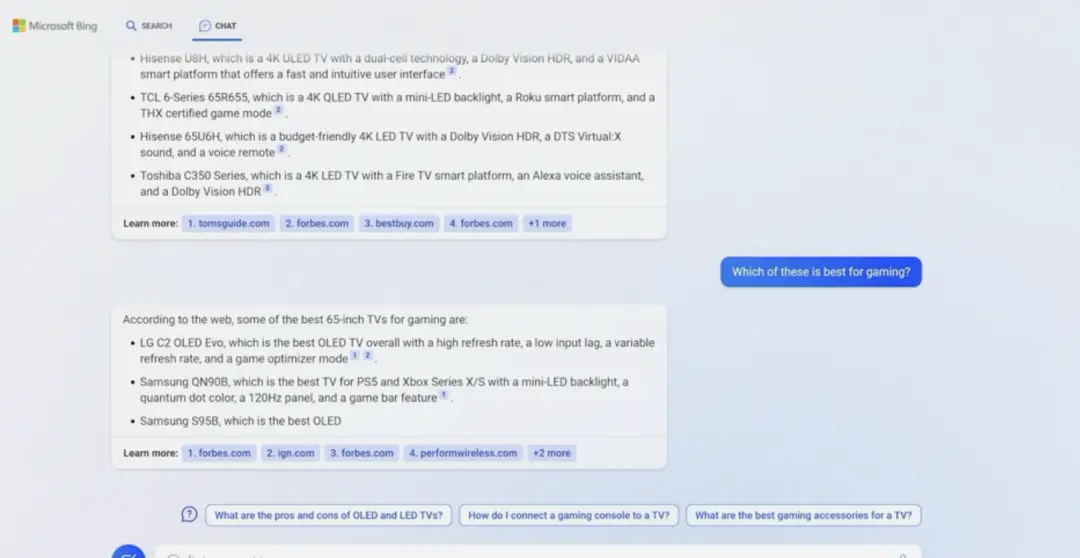 Microsoft Bing
SEARCH
CHAT
• Hisense U8H, which is a 4K ULED TV with a dual-cell technology, a Dolby Vision HDR, and a VIDAA
smart platform that offers a fast and intuitive user interface 2 .
• TCL 6-Series 65R655, which is a 4K QLED TV with a mini-LED backlight, a Roku smart platform, and a
THX certified game mode 2 .
• Hisense 65U6H, which is a budget-friendly 4K LED TV with a Dolby Vision HDR, a DTS Virtual:X
sound, and a voice remote 2 .
• Toshiba C350 Series, which is a 4K LED TV with a Fire TV smart platform, an Alexa voice assistant,
and a Dolby Vision HDR 3 .
Learn more: 1. tomsguide.com 2. forbes.com 3. bestbuy.com 4. forbes.com +1 more
Which of these is best for gaming?
According to the web, some of the best 65-inch TVs for gaming are:
• LG C2 OLED Evo, which is the best OLED TV overall with a high refresh rate, a low input lag, a variable
refresh rate, and a game optimizer mode 1 2 .
• Samsung QN90B, which is the best TV for PS5 and Xbox Series X/S with a mini-LED backlight, a
quantum dot color, a 120Hz panel, and a game bar feature 1 .
• Samsung S95B, which is the best OLED
Learn more: 1. forbes.com 2. ign.com 3. forbes.com 4. performwireless.com +2 more
What are the pros and cons of OLED and LED TVs?
How do I connect a gaming console to a TV?
What are the best gaming accessories for a TV?